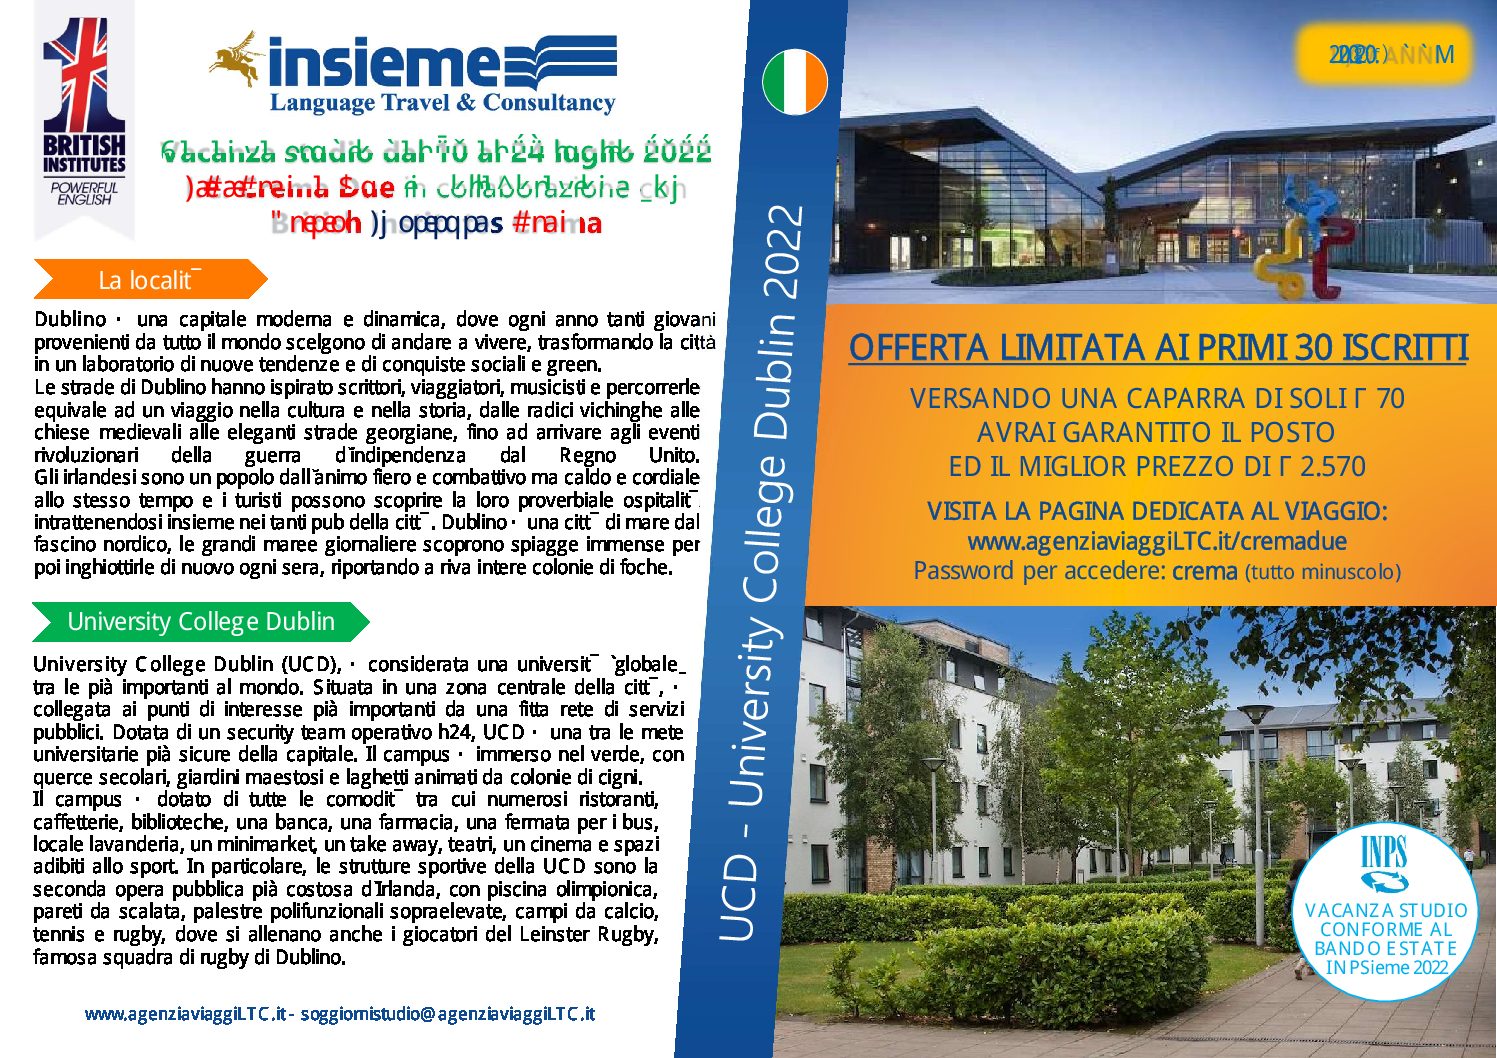 BRITISH
INSTITUTES
POWERFUL
ENGLISH
insieme
Language Travel & Consultancy
La localit¯
Dublino · una capitale moderna e dinamica, dove ogni anno tanti giovani
provenienti da tutto il mondo scelgono di andare a vivere, trasformando la città
in un laboratorio di nuove tendenze e di conquiste sociali e green.
Le strade di Dublino hanno ispirato scrittori, viaggiatori, musicisti e percorrerle
equivale ad un viaggio nella cultura e nella storia, dalle radici vichinghe alle
chiese medievali alle eleganti strade georgiane, fino ad arrivare agli eventi
rivoluzionari della guerra d`indipendenza dal Regno Unito.
Gli irlandesi sono un popolo dall`animo fiero e combattivo ma caldo e cordiale
allo stesso tempo e i turisti possono scoprire la loro proverbiale ospitalit¯
intrattenendosi insieme nei tanti pub della citt¯. Dublino · una citt¯ di mare dal
fascino nordico, le grandi maree giornaliere scoprono spiagge immense per
poi inghiottirle di nuovo ogni sera, riportando a riva intere colonie di foche.
University College Dublin
University College Dublin (UCD), · considerata una universit¯ `globale_
tra le pià importanti al mondo. Situata in una zona centrale della citt¯, ·
collegata ai punti di interesse pià importanti da una fitta rete di servizi
pubblici. Dotata di un security team operativo h24, UCD · una tra le mete
universitarie pià sicure della capitale. Il campus · immerso nel verde, con
querce secolari, giardini maestosi e laghetti animati da colonie di cigni.
Il campus · dotato di tutte le comodit¯ tra cui numerosi ristoranti,
caffetterie, biblioteche, una banca, una farmacia, una fermata per i bus,
locale lavanderia, un minimarket, un take away, teatri, un cinema e spazi
adibiti allo sport. In particolare, le strutture sportive della UCD sono la
seconda opera pubblica pià costosa d`Irlanda, con piscina olimpionica,
pareti da scalata, palestre polifunzionali sopraelevate, campi da calcio,
tennis e rugby, dove si allenano anche i giocatori del Leinster Rugby,
famosa squadra di rugby di Dublino.
www.agenziaviaggiLTC.it - soggiornistudio@agenziaviaggiLTC.it
UCD - University College Dublin 2022
OFFERTA LIMITATA AI PRIMI 30 ISCRITTI
VERSANDO UNA CAPARRA DI SOLI Γ 70
AVRAI GARANTITO IL POSTO
ED IL MIGLIOR PREZZO DI Γ 2.570
VISITA LA PAGINA DEDICATA AL VIAGGIO:
www.agenziaviaggiLTC.it/cremadue
Password per accedere: crema (tutto minuscolo)
INPS
VACANZA STUDIO
CONFORME AL
BANDO ESTATE
INPSieme 2022